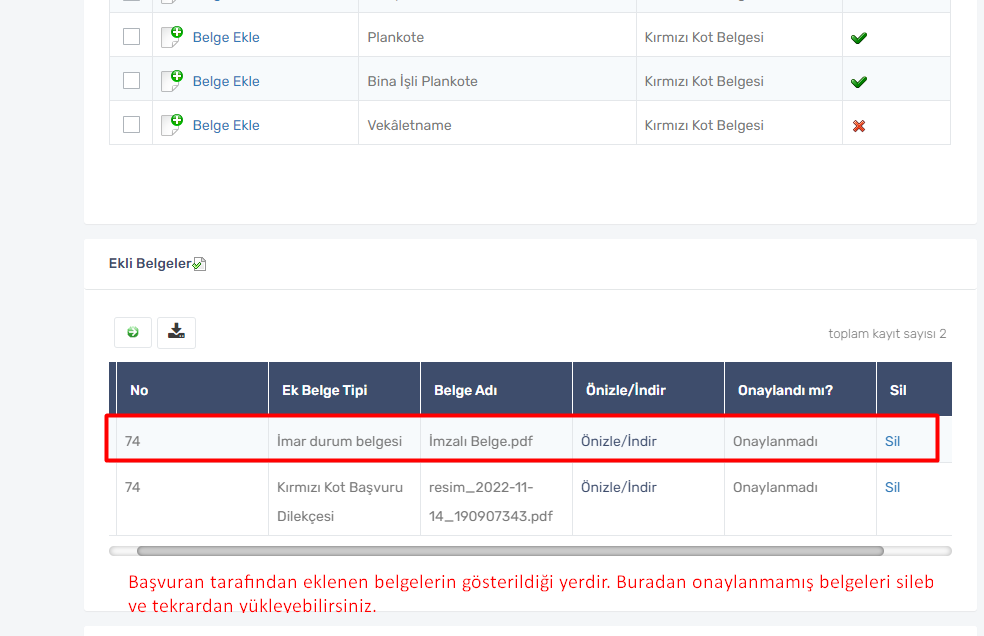 Belge Ekle Plankote Kırmızı Kot Belgesi
Belge Ekle Bina İşli Plankote Kırmızı Kot Belgesi
Belge Ekle Vekâletname Kırmızı Kot Belgesi
Ekli Belgeler
toplam kayıt sayısı 2
No Ek Belge Tipi Belge Adı Önizle/İndir Onaylandı mı? Sil
74 İmar durum belgesi İmzalı Belge.pdf Önizle/İndir Onaylanmadı Sil
74 Kırmızı Kot Başvuru Dilekçesi resim_2022-11-14_190907343.pdf Önizle/İndir Onaylanmadı Sil
Başvuran tarafından eklenen belgelerin gösterildiği yerdir. Buradan onaylanmamış belgeleri sileb
ve tekrardan yükleyebilirsiniz.